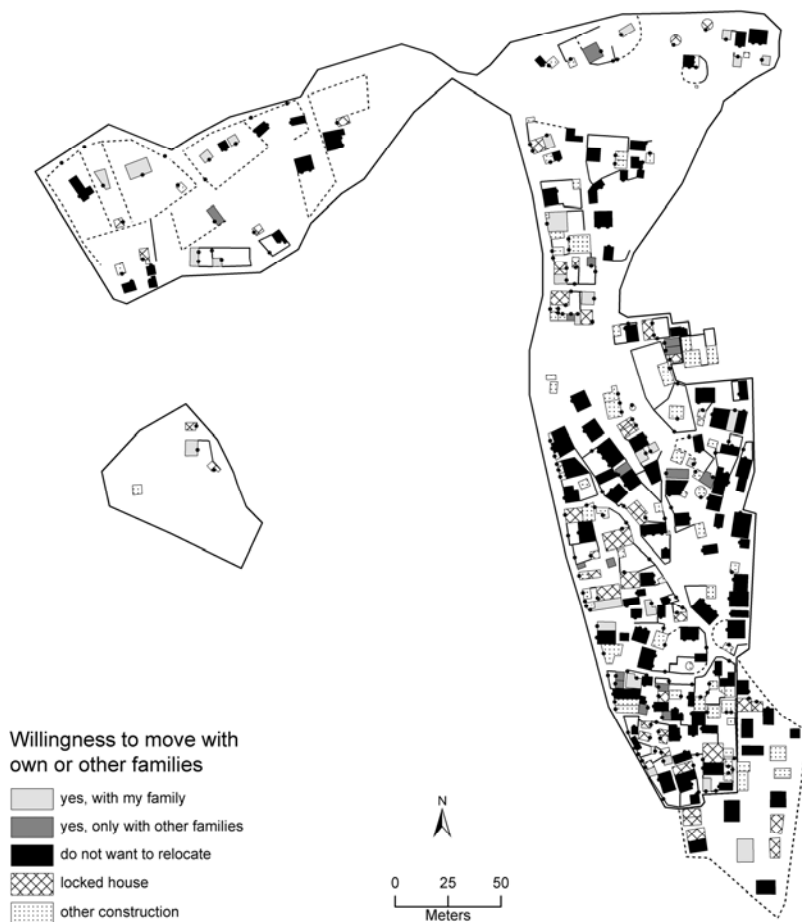 Willingness to move with
own or other families
yes, with my family
yes, only with other families
do not want to relocate
locked house
other construction
N
0 25 50
Meters